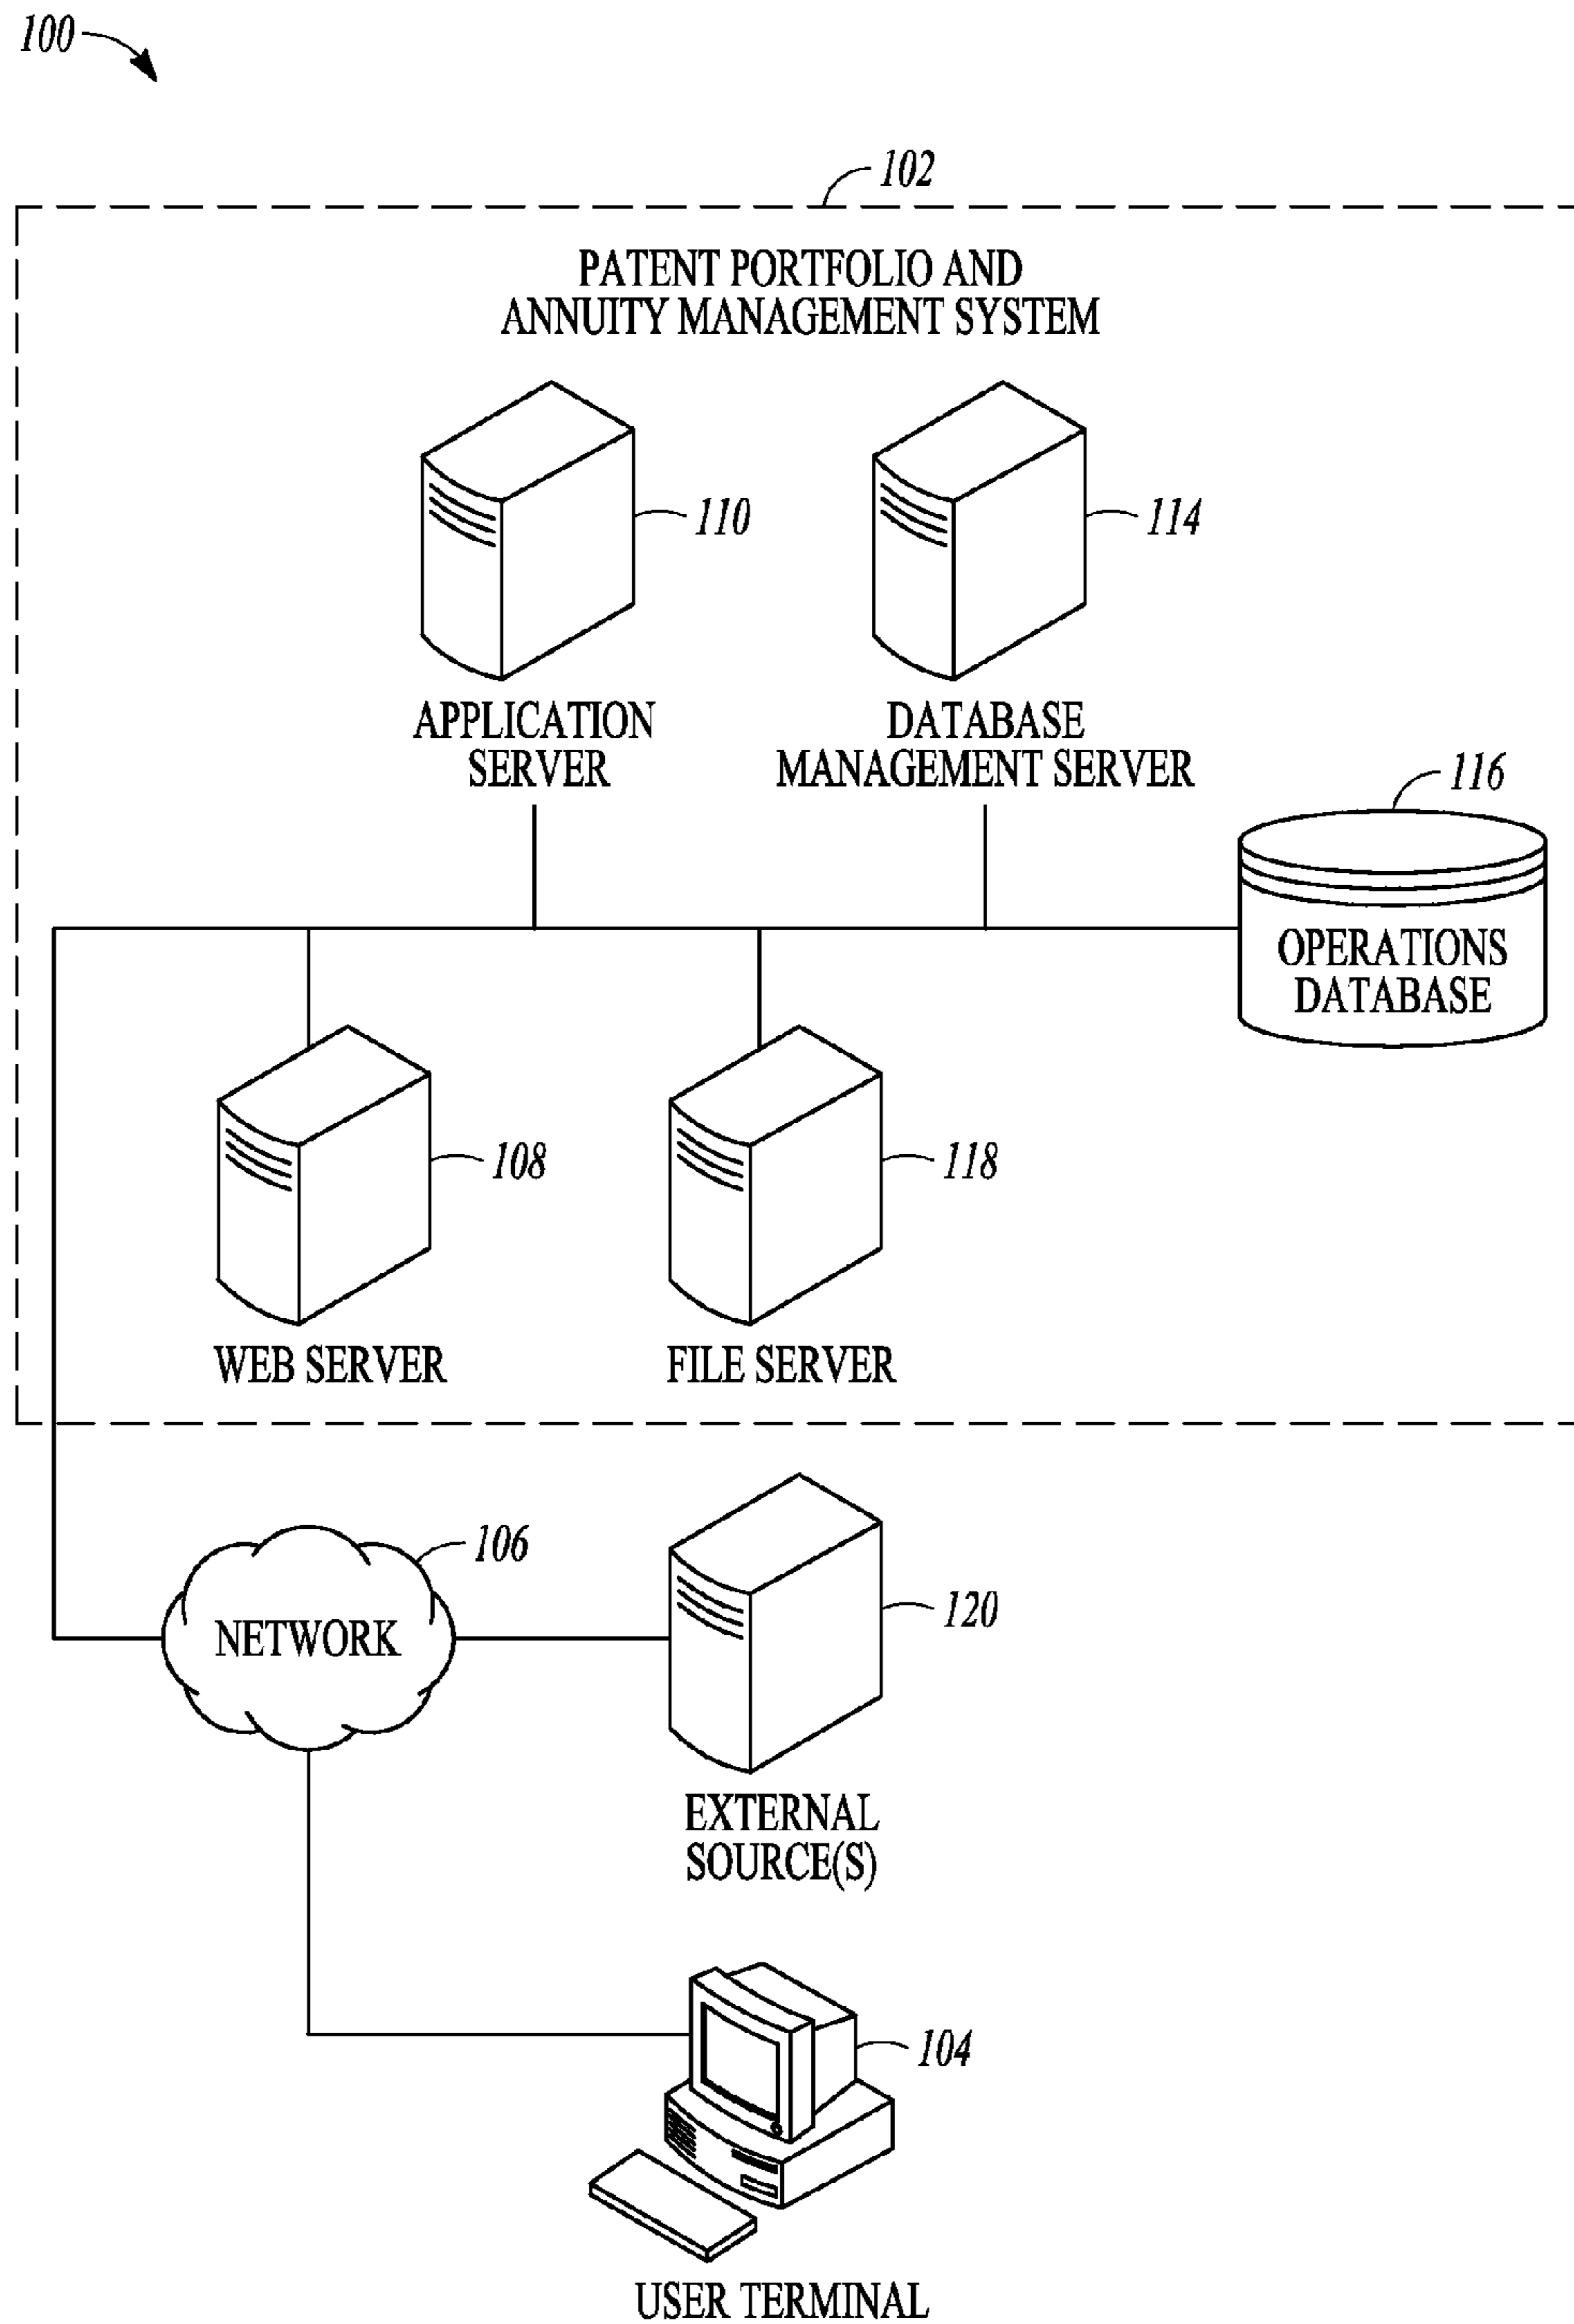 100
102
PATENT PORTFOLIO AND
ANNUITY MANAGEMENT SYSTEM
110
114
APPLICATION
SERVER
DATABASE
MANAGEMENT SERVER
116
OPERATIONS
DATABASE
108
118
WEB SERVER
FILE SERVER
106
NETWORK
120
EXTERNAL
SOURCE(S)
104
USER TERMINAL